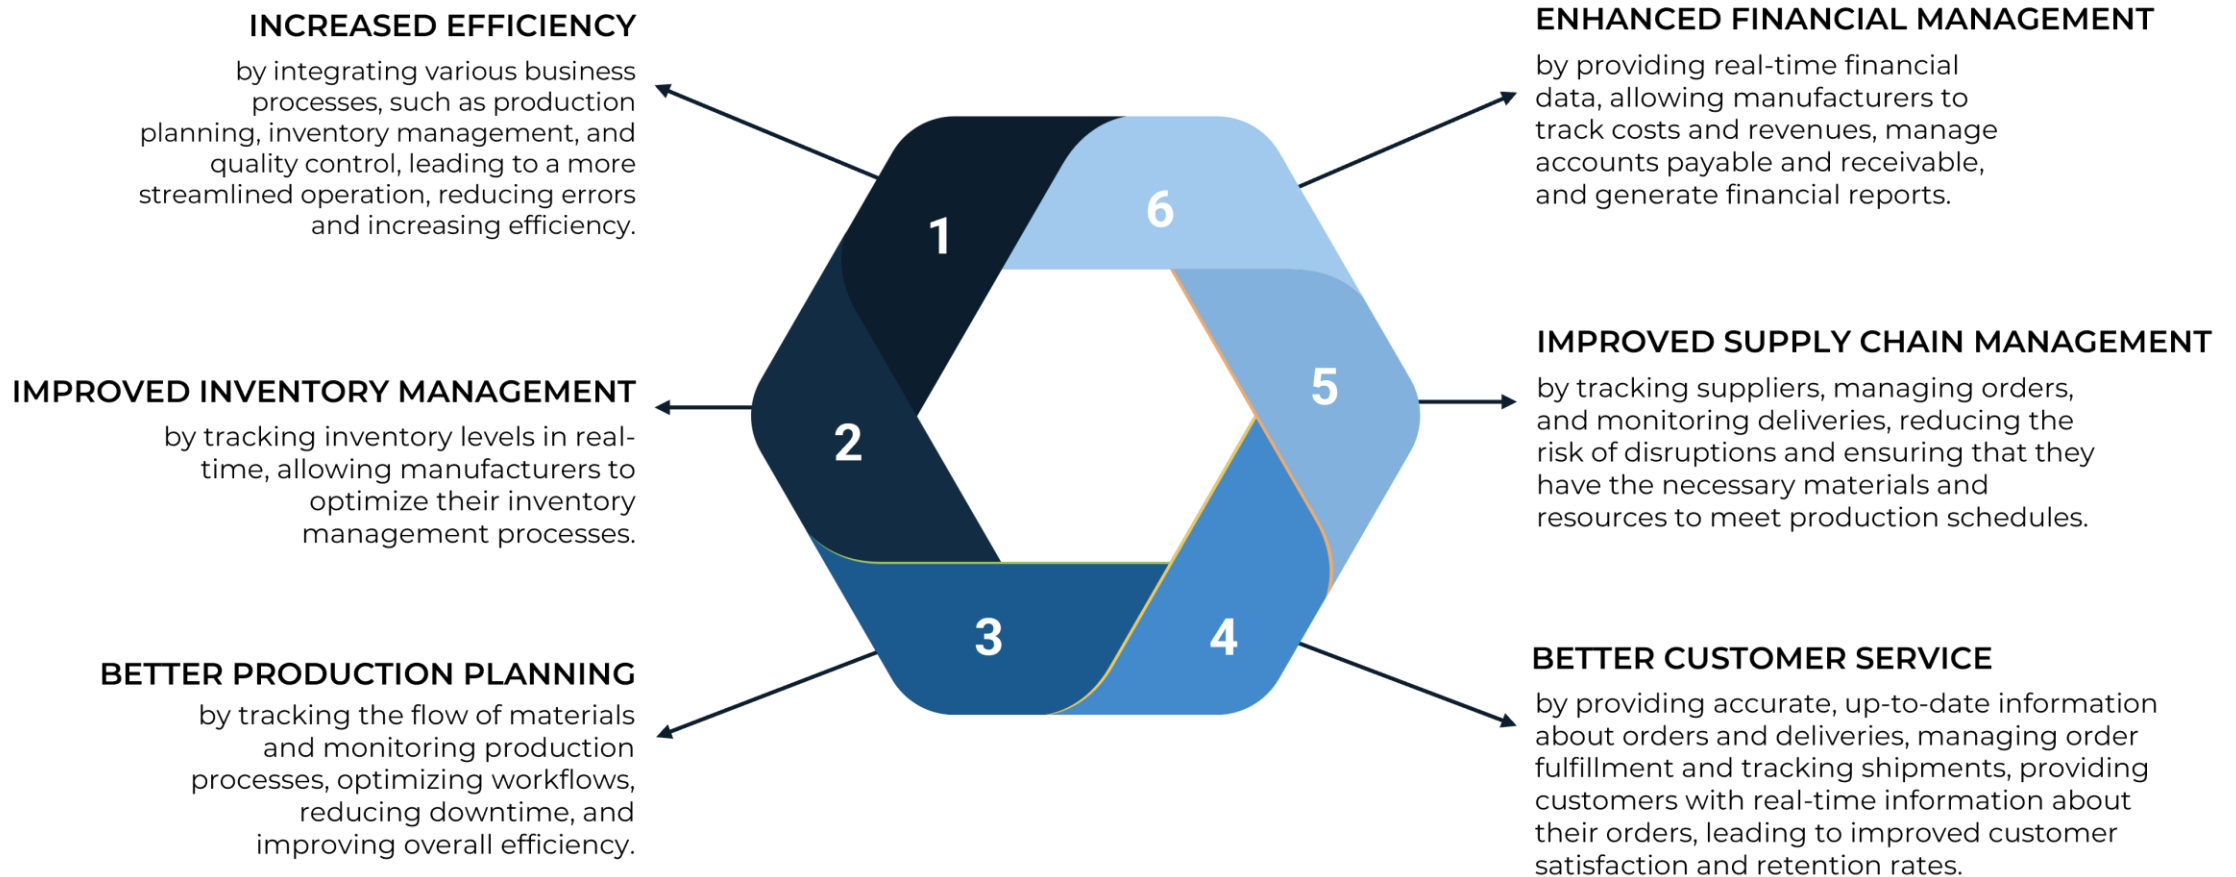 INCREASED EFFICIENCY
by integrating various business
processes, such as production
planning, inventory management, and
quality control, leading to a more
streamlined operation, reducing errors
and increasing efficiency.
1
IMPROVED INVENTORY MANAGEMENT
by tracking inventory levels in real-
time, allowing manufacturers to
optimize their inventory
management processes.
2
BETTER PRODUCTION PLANNING
by tracking the flow of materials
and monitoring production
processes, optimizing workflows,
reducing downtime, and
improving overall efficiency.
3
4
BETTER CUSTOMER SERVICE
by providing accurate, up-to-date information
about orders and deliveries, managing order
fulfillment and tracking shipments, providing
customers with real-time information about
their orders, leading to improved customer
satisfaction and retention rates.
5
IMPROVED SUPPLY CHAIN MANAGEMENT
by tracking suppliers, managing orders,
and monitoring deliveries, reducing the
risk of disruptions and ensuring that they
have the necessary materials and
resources to meet production schedules.
6
ENHANCED FINANCIAL MANAGEMENT
by providing real-time financial
data, allowing manufacturers to
track costs and revenues, manage
accounts payable and receivable,
and generate financial reports.